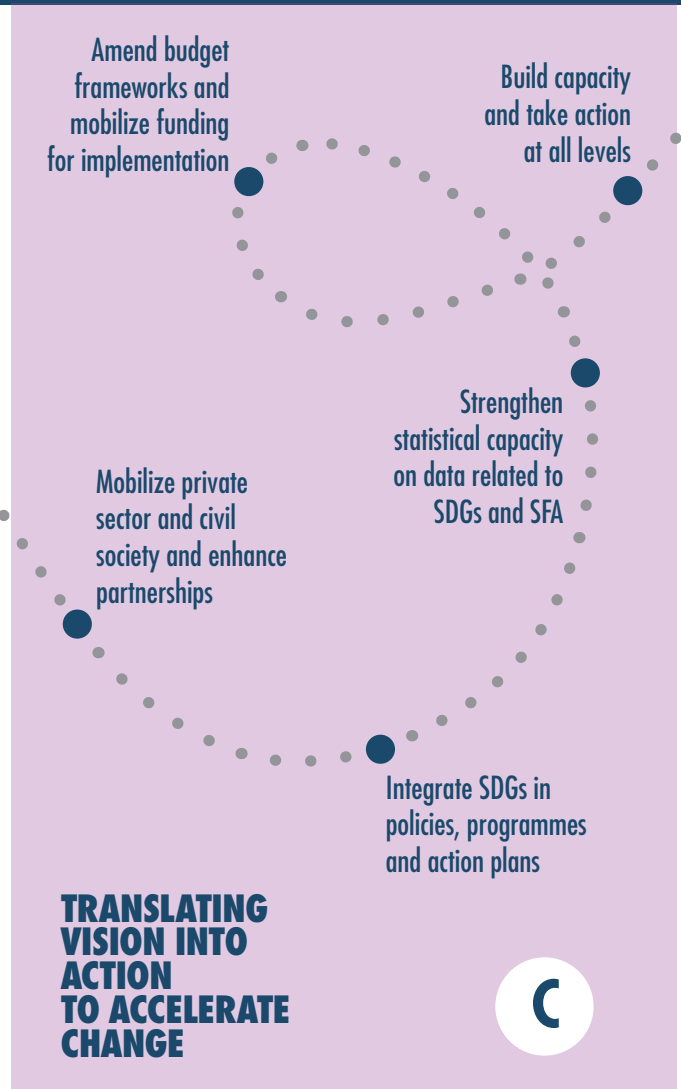 Amend budget
frameworks and
mobilize funding
for implementation
Build capacity
and take action
at all levels
Strengthen
statistical capacity
on data related to
SDGs and SFA
Mobilize private
sector and civil
society and enhance
partnerships
Integrate SDGs in
policies, programmes
and action plans
TRANSLATING
VISION INTO
ACTION
TO ACCELERATE
CHANGE
C